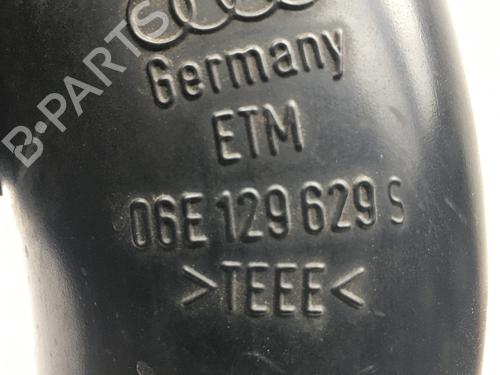 Germany
ETM
06E 129 629 S
>TEEE<
B-PARTS